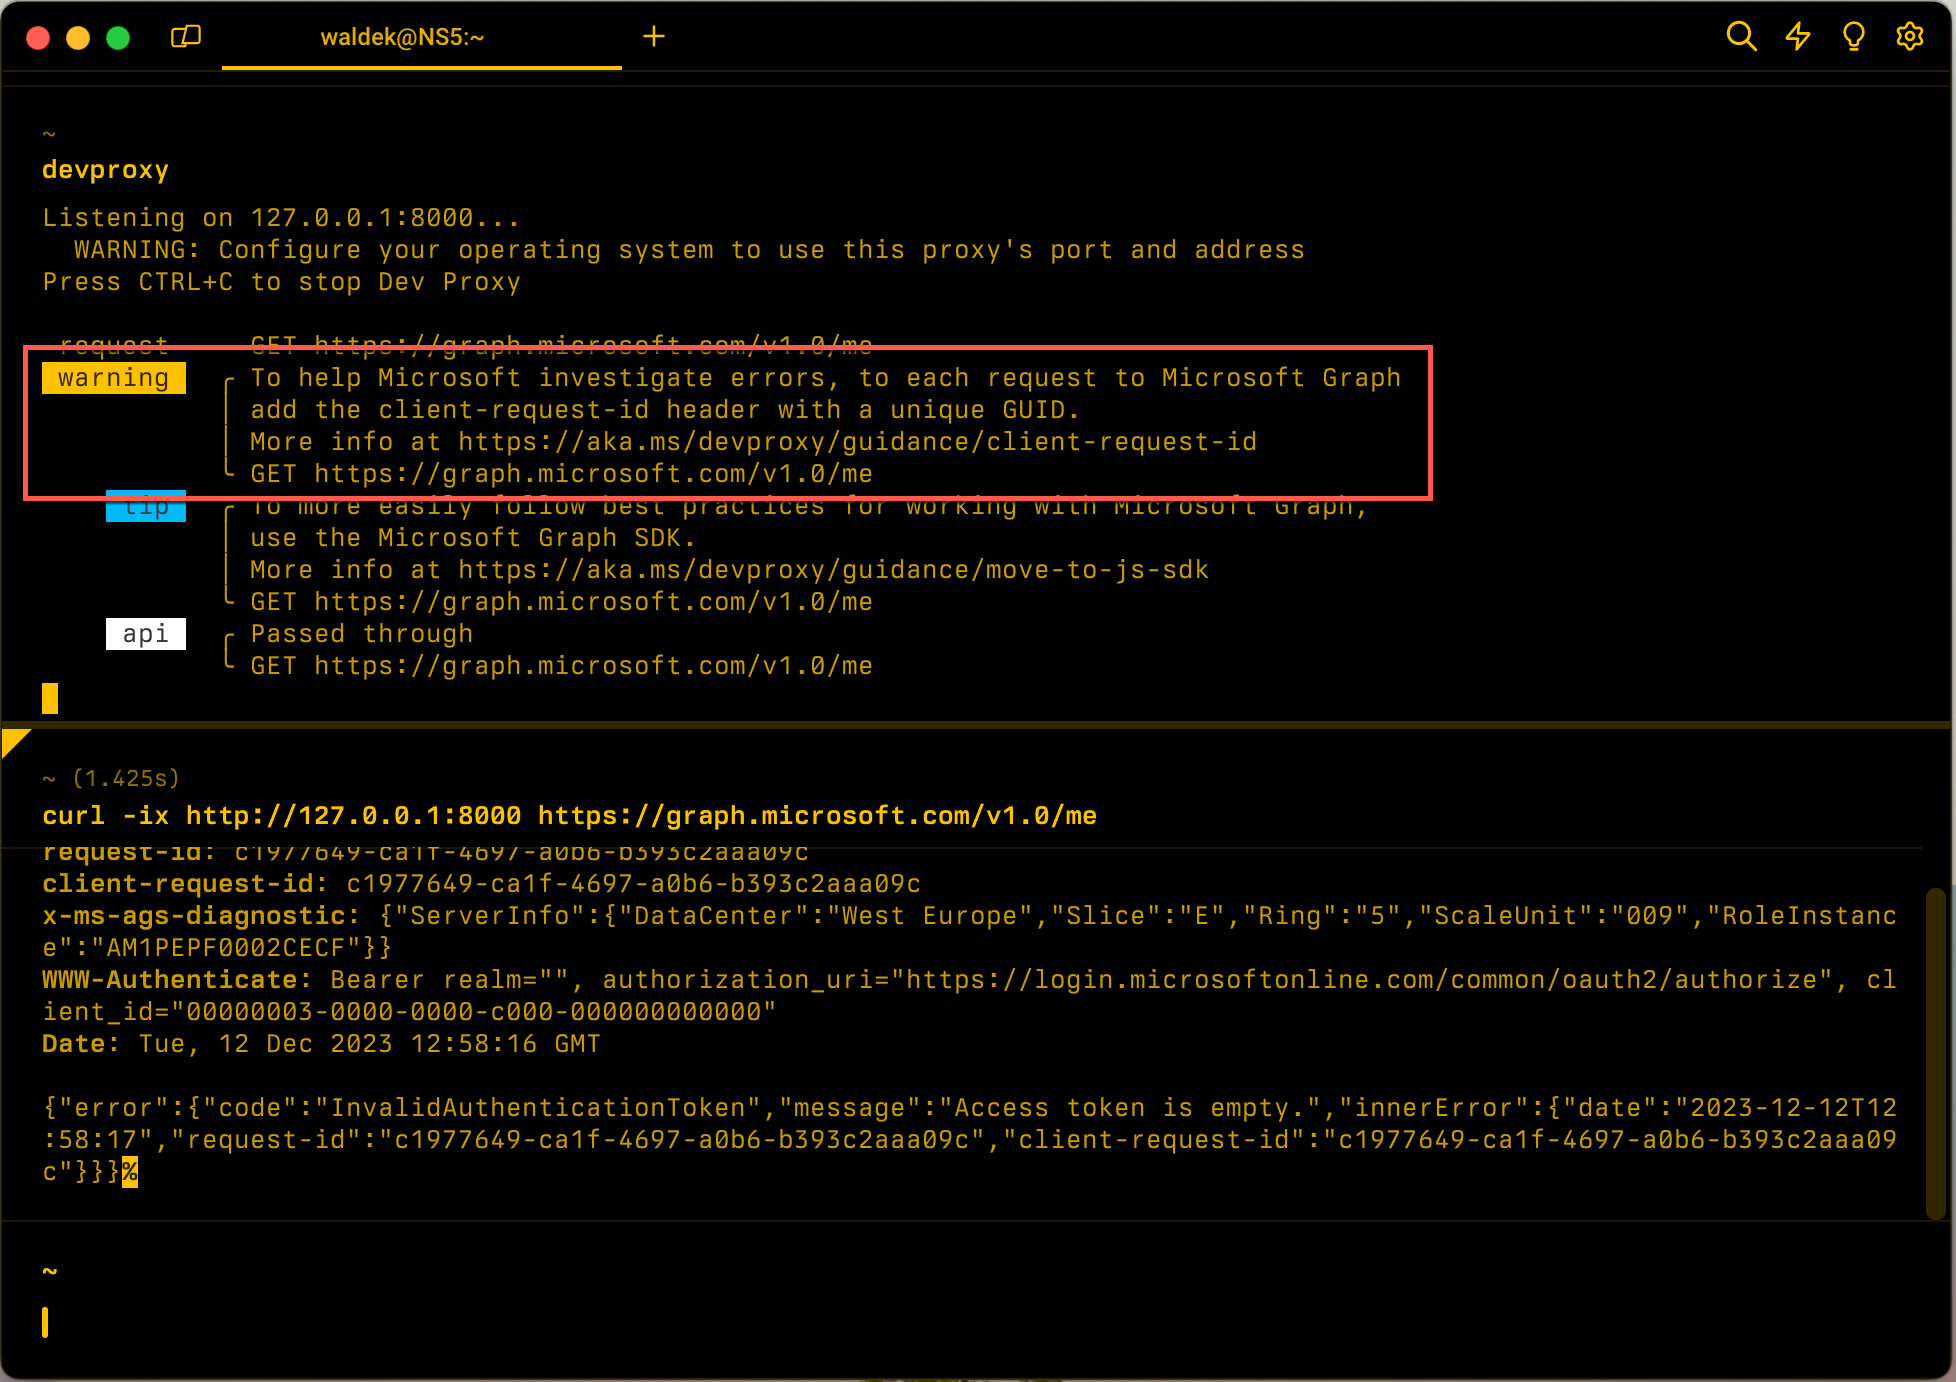 waldek@NS5:~
~
devproxy
Listening on 127.0.0.1:8000...
WARNING: Configure your operating system to use this proxy's port and address
Press CTRL+C to stop Dev Proxy
request GET https://graph.microsoft.com/v1.0/me
warning To help Microsoft investigate errors, to each request to Microsoft Graph
add the client-request-id header with a unique GUID.
More info at https://aka.ms/devproxy/guidance/client-request-id
GET https://graph.microsoft.com/v1.0/me
tip To more easily follow best practices for working with Microsoft Graph,
use the Microsoft Graph SDK.
More info at https://aka.ms/devproxy/guidance/move-to-js-sdk
GET https://graph.microsoft.com/v1.0/me
api Passed through
GET https://graph.microsoft.com/v1.0/me
~ (1.425s)
curl -ix http://127.0.0.1:8000 https://graph.microsoft.com/v1.0/me
request-id: c1977649-ca1f-4697-a0b6-b393c2aaa09c
client-request-id: c1977649-ca1f-4697-a0b6-b393c2aaa09c
x-ms-ags-diagnostic: {"ServerInfo":{"DataCenter":"West Europe","Slice":"E","Ring":"5","ScaleUnit":"009","RoleInstanc
e":"AM1PEPF0002CECF"}}
WWW-Authenticate: Bearer realm="", authorization_uri="https://login.microsoftonline.com/common/oauth2/authorize", cl
ient_id="00000003-0000-0000-c000-000000000000"
Date: Tue, 12 Dec 2023 12:58:16 GMT
{"error":{"code":"InvalidAuthenticationToken","message":"Access token is empty.","innerError":{"date":"2023-12-12T12
:58:17","request-id":"c1977649-ca1f-4697-a0b6-b393c2aaa09c","client-request-id":"c1977649-ca1f-4697-a0b6-b393c2aaa09
c"}}}%
~